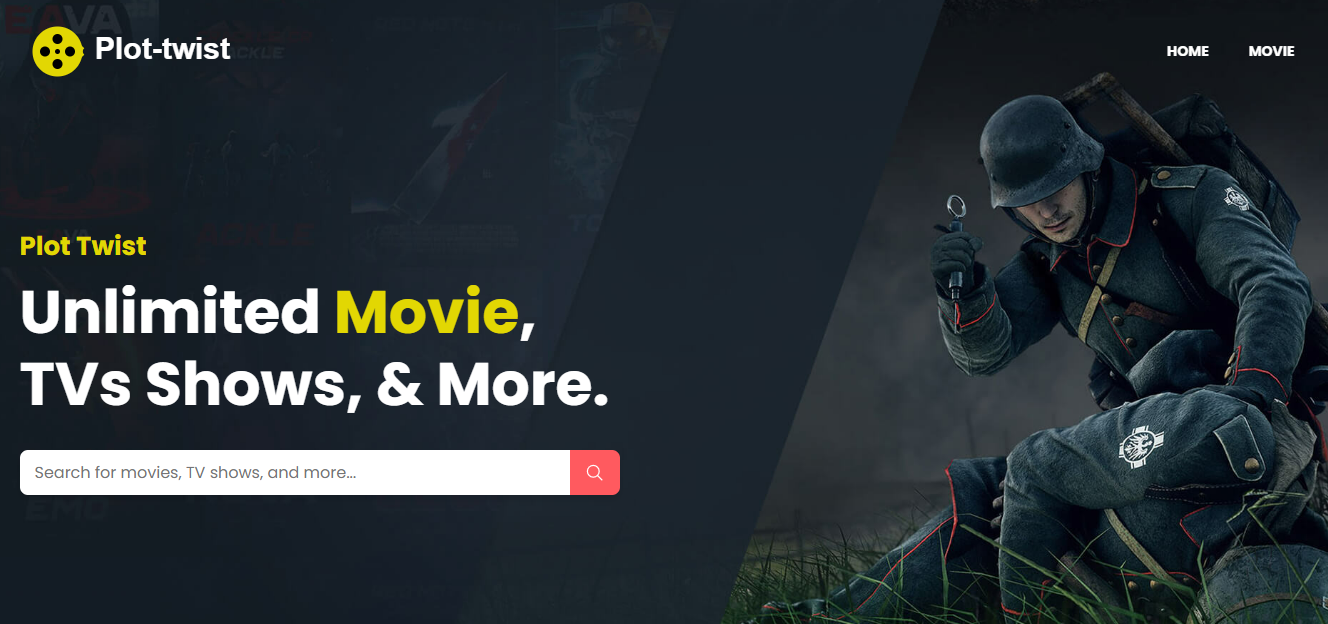 Plot-twist
HOME MOVIE
Plot Twist
Unlimited Movie,
TVs Shows, & More.
Search for movies, TV shows, and more...